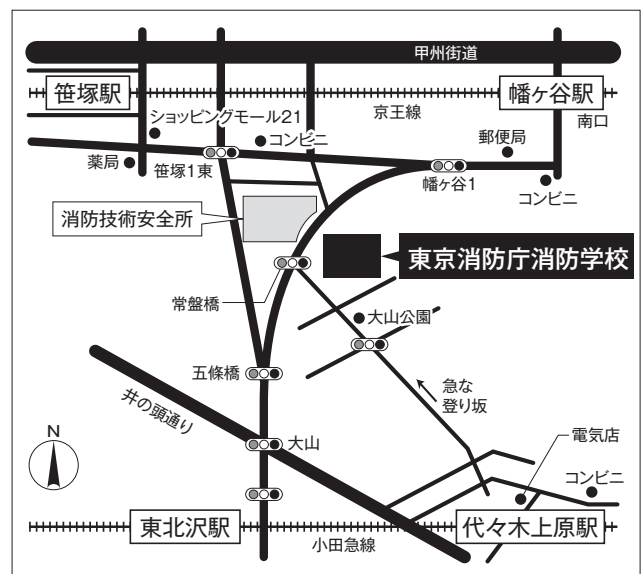 甲州街道
笹塚駅
幡ヶ谷駅
京王線
南口
ショッピングモール21
コンビニ
郵便局
薬局
笹塚1東
幡ヶ谷1
コンビニ
消防技術安全所
東京消防庁消防学校
常盤橋
大山公園
五條橋
急な
登り坂
井の頭通り
大山
電気店
N
コンビニ
東北沢駅
小田急線
代々木上原駅